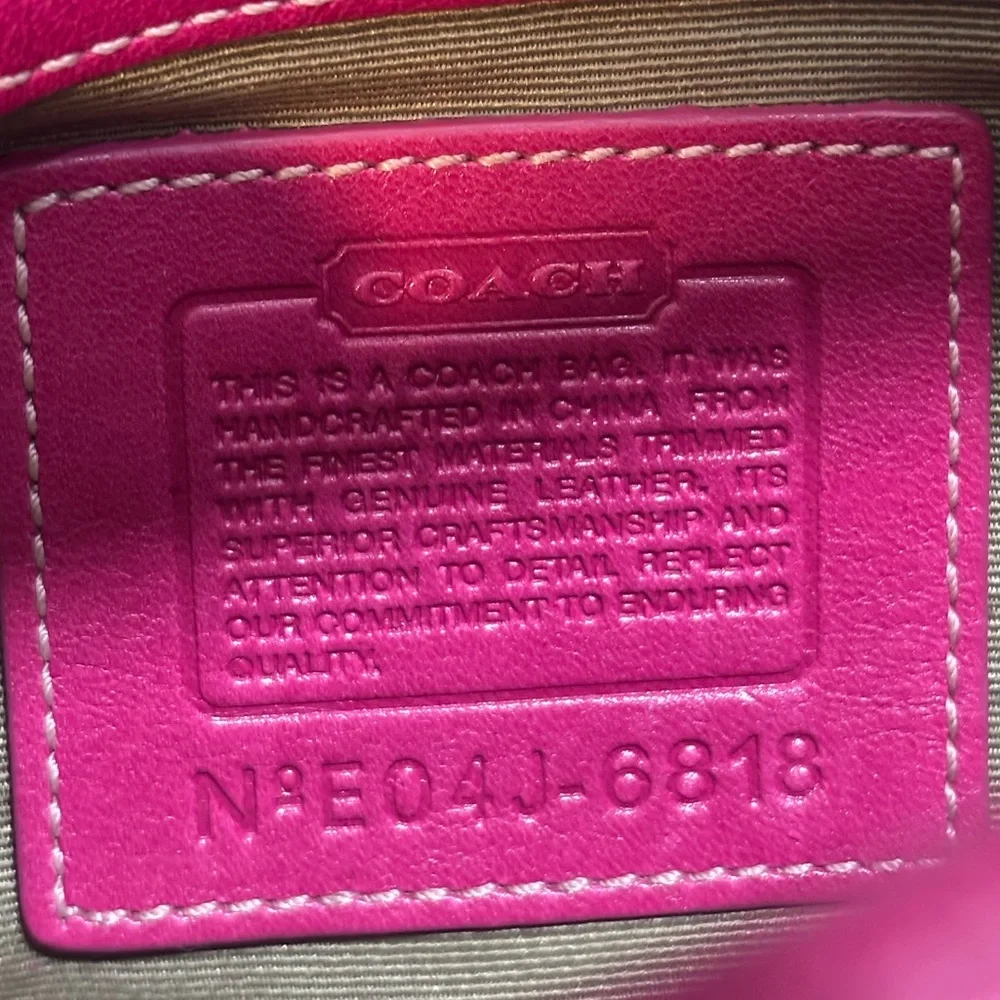 COACH
THIS IS A COACH BAG. IT WAS
HANDCRAFTED IN CHINA FROM
THE FINEST MATERIALS TRIMMED
WITH GENUINE LEATHER. ITS
SUPERIOR CRAFTSMANSHIP AND
ATTENTION TO DETAIL REFLECT
OUR COMMITMENT TO ENDURING
QUALITY.
Nº E04J-6818